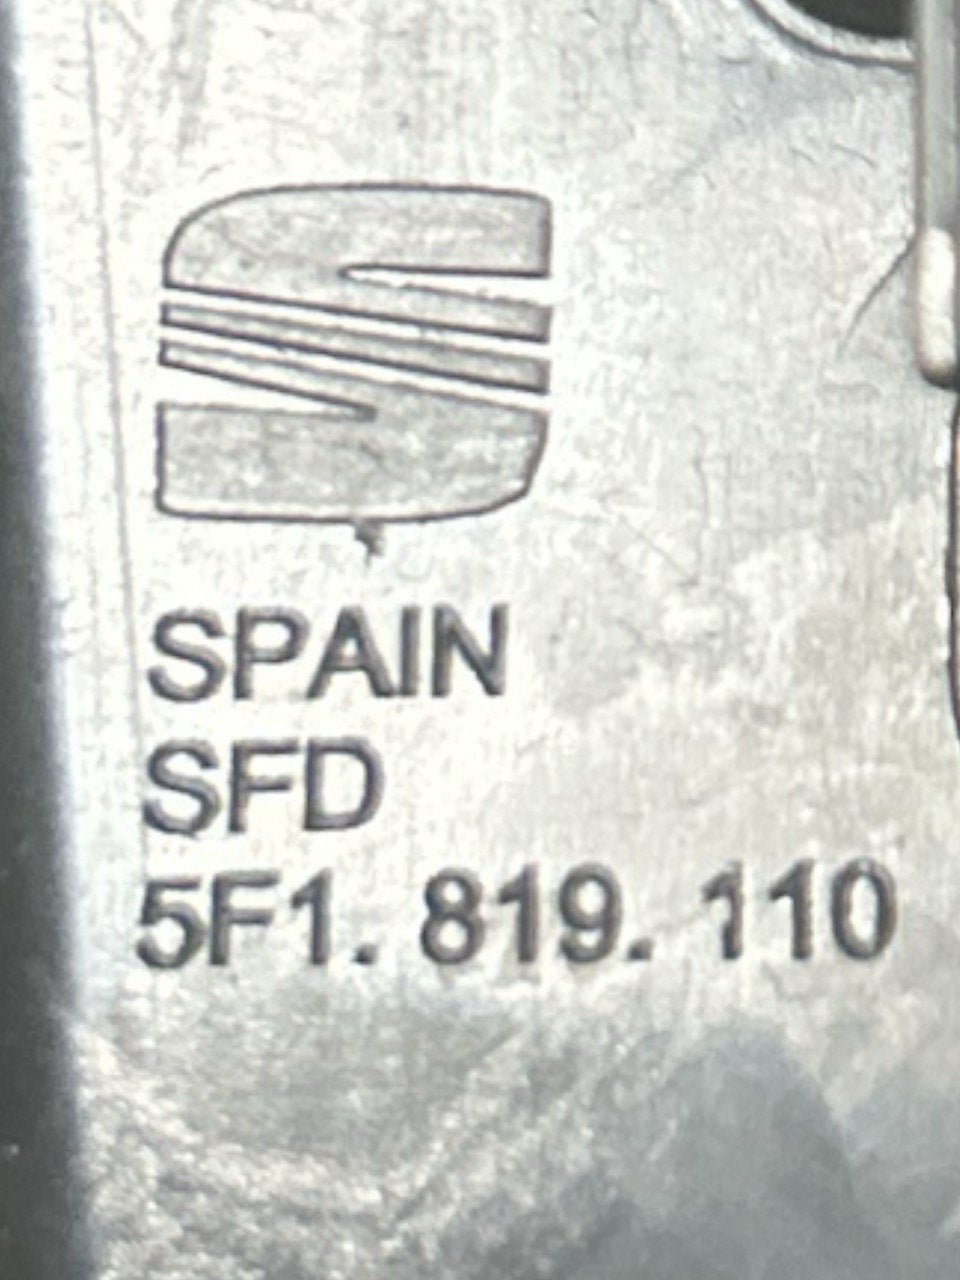 SPAIN
SFD
5F1. 819. 110